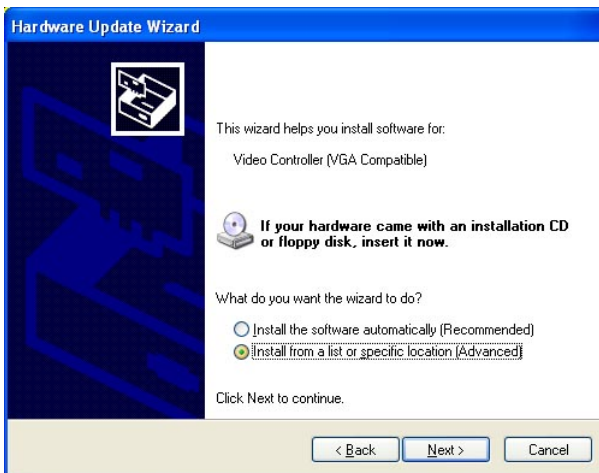 Hardware Update Wizard
This wizard helps you install software for:
Video Controller (VGA Compatible)
If your hardware came with an installation CD
or floppy disk, insert it now.
What do you want the wizard to do?
Install the software automatically (Recommended)
Install from a list or specific location (Advanced)
Click Next to continue.
< Back Next > Cancel